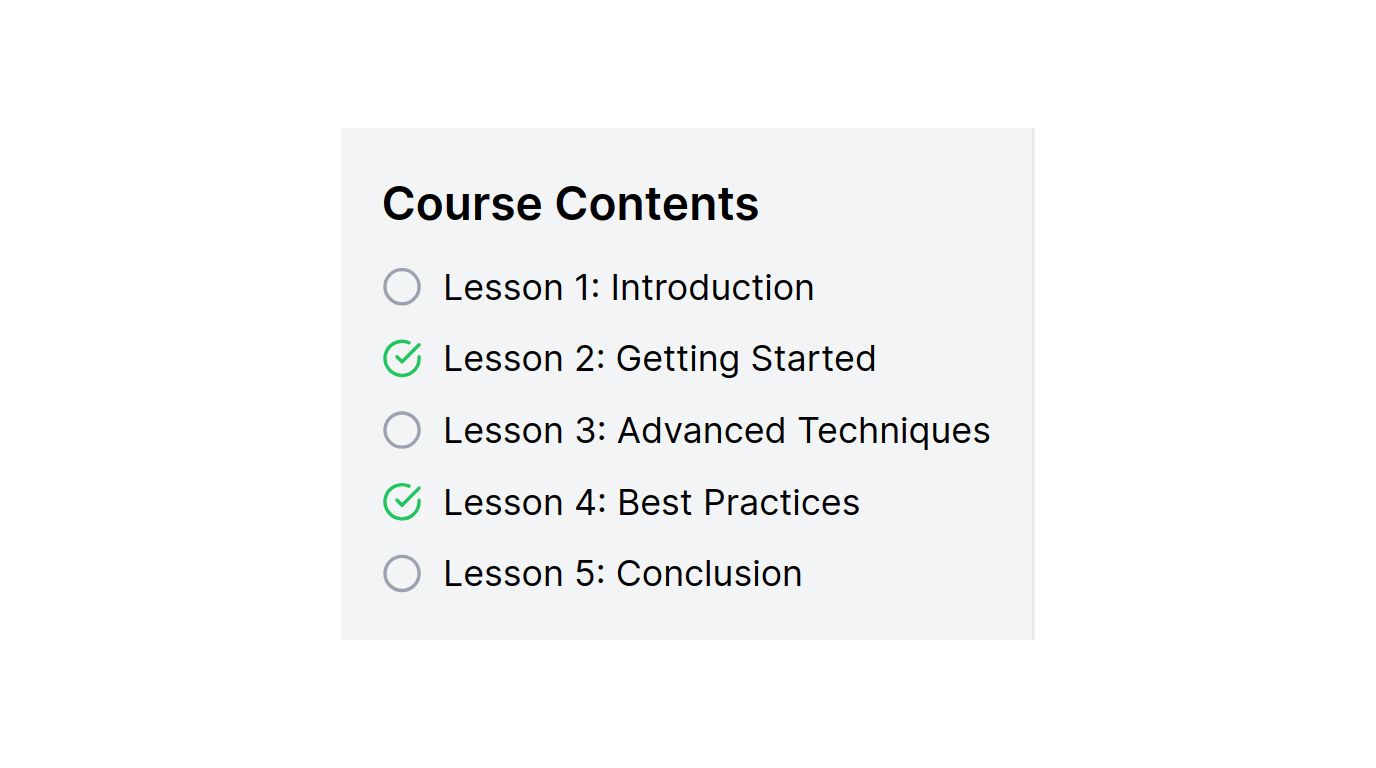 Course Contents
Lesson 1: Introduction
Lesson 2: Getting Started
Lesson 3: Advanced Techniques
Lesson 4: Best Practices
Lesson 5: Conclusion